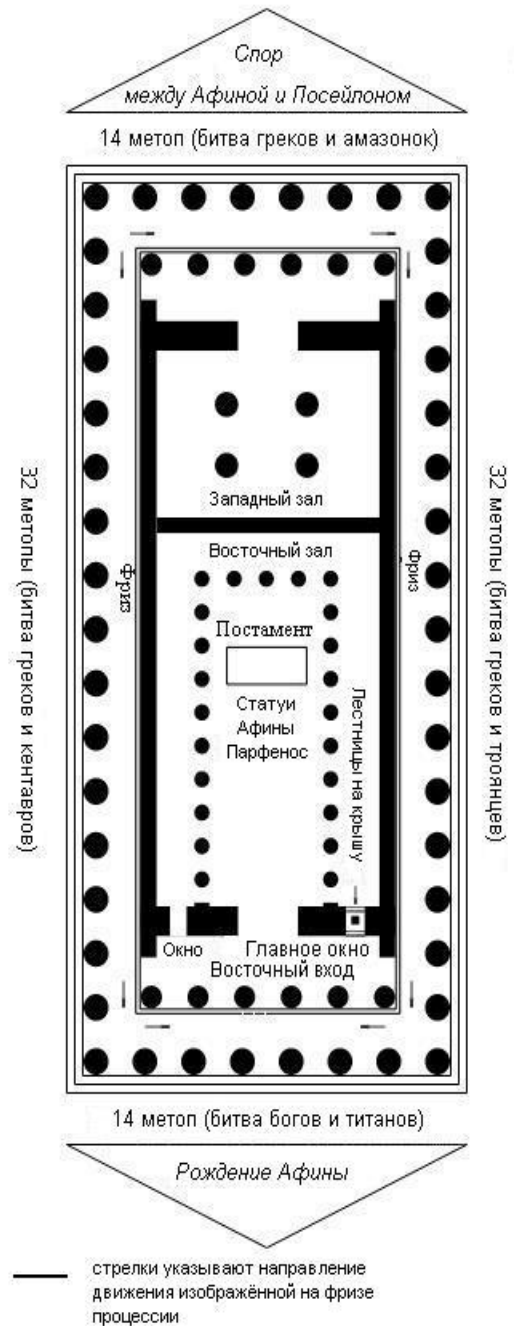 Спор
между Афиной и Посейлоном
14 метоп (битва греков и амазонок)
32 метопы (битва греков и кентавров)
32 метопы (битва греков и троянцев)
Западный зал
Восточный зал
фриз
фриз
Постамент
Статуи
Афины
Парфенос
Лестницы на крышу
Окно
Главное окно
Восточный вход
14 метоп (битва богов и титанов)
Рождение Афины
стрелки указывают направление
движения изображённой на фризе
процессии